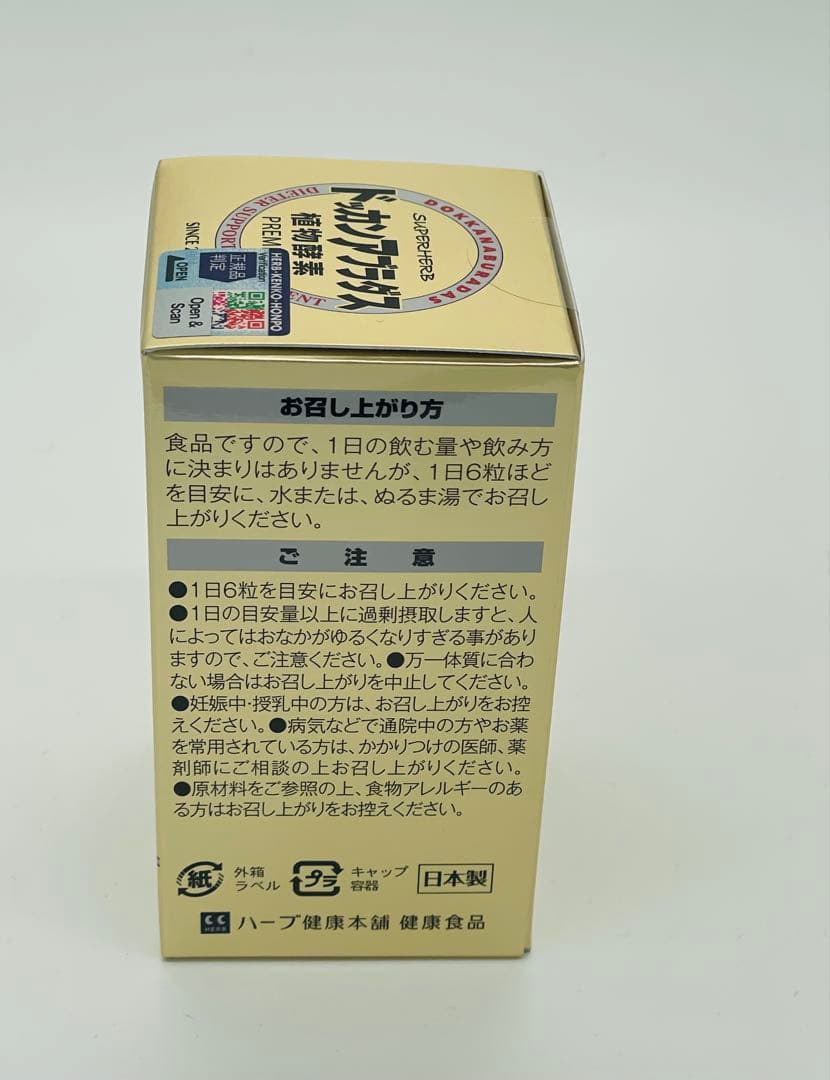 DOKKANABURADAS
SUPERHERB
ドッカンアブラダス
植物酵素
PREM
DIETER SUPPORT
ENT
SINCE 2
HERB-KENKO-HONPO
正規品
判定
OPEN
Open &
Scan
お召し上がり方
食品ですので、1日の飲む量や飲み方
に決まりはありませんが、1日6粒ほど
を目安に、水または、ぬるま湯でお召し
上がりください。
ご注意
●1日6粒を目安にお召し上がりください。
●1日の目安量以上に過剰摂取しますと、人
によってはおなかがゆるくなりすぎる事があり
ますので、ご注意ください。●万一体質に合わ
ない場合はお召し上がりを中止してください。
●妊娠中・授乳中の方は、お召し上がりをお控
えください。●病気などで通院中の方やお薬
を常用されている方は、かかりつけの医師、薬
剤師にご相談の上お召し上がりください。
●原材料をご参照の上、食物アレルギーのあ
る方はお召し上がりをお控えください。
紙 外箱 プラ キャップ 日本製
ラベル 容器
HERB ハーブ健康本舗 健康食品